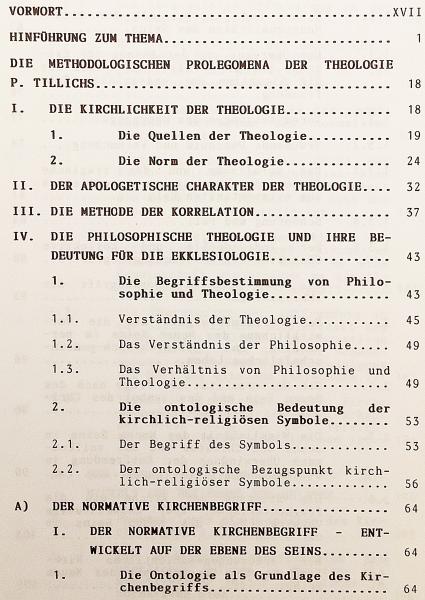 VORWORT.......................................XVII
HINFÜHRUNG ZUM THEMA............................ 1
DIE METHODOLOGISCHEN PROLEGOMENA DER THEOLOGIE
P. TILLICHS.................................... 18
I. DIE KIRCHLICHKEIT DER THEOLOGIE............. 18
1. Die Quellen der Theologie........... 19
2. Die Norm der Theologie.............. 24
II. DER APOLOGETISCHE CHARAKTER DER THEOLOGIE.... 32
III. DIE METHODE DER KORRELATION................ 37
IV. DIE PHILOSOPHISCHE THEOLOGIE UND IHRE BE-
DEUTUNG FÜR DIE EKKLESIOLOGIE.............. 43
1. Die Begriffsbestimmung von Philo-
sophie und Theologie............... 43
1.1. Verständnis der Theologie.......... 45
1.2. Das Verständnis der Philosophie..... 49
1.3. Das Verhältnis von Philosophie und
Theologie.......................... 49
2. Die ontologische Bedeutung der
kirchlich-religiösen Symbole........ 53
2.1. Der Begriff des Symbols............ 53
2.2. Der ontologische Bezugspunkt kirch-
lich-religiöser Symbole............. 56
A) DER NORMATIVE KIRCHENBEGRIFF................ 64
I. DER NORMATIVE KIRCHENBEGRIFF - ENT-
WICKELT AUF DER EBENE DES SEINS......... 64
1. Die Ontologie als Grundlage des Kir-
chenbegriffs........................ 64